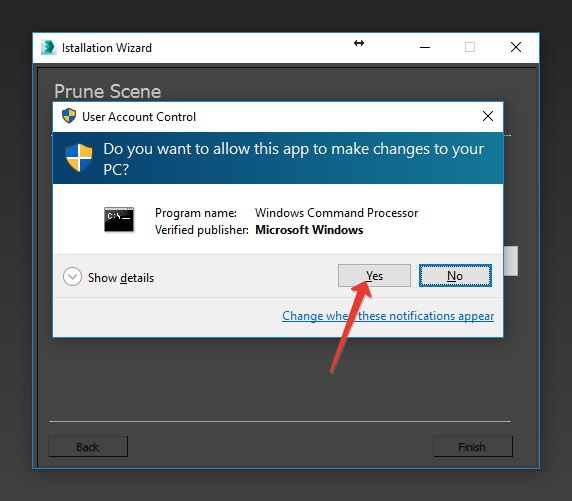 Istallation Wizard
Prune Scene
User Account Control
Do you want to allow this app to make changes to your
PC?
C:\_
Program name: Windows Command Processor
Verified publisher: Microsoft Windows
Show details
Yes
No
Change when these notifications appear
Back
Finish